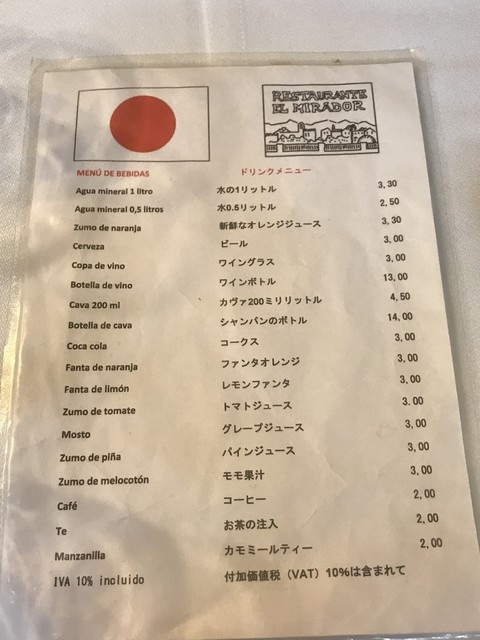 RESTAURANTE
EL MIRADOR
MENÚ DE BEBIDAS ドリンクメニュー
Agua mineral 1 litro 水の1リットル 3,30
Agua mineral 0,5 litros 水0.5リットル 2,50
Zumo de naranja 新鮮なオレンジジュース 3,30
Cerveza ビール 3,00
Copa de vino ワイングラス 3,00
Botella de vino ワインボトル 13,00
Cava 200 ml カヴァ200ミリリットル 4,50
Botella de cava シャンパンのボトル 14,00
Coca cola コークス 3,00
Fanta de naranja ファンタオレンジ 3,00
Fanta de limón レモンファンタ 3,00
Zumo de tomate トマトジュース 3.00
Mosto グレープジュース 3,00
Zumo de piña パインジュース 3,00
Zumo de melocotón モモ果汁 3,00
Café コーヒー 2,00
Te お茶の注入 2,00
Manzanilla カモミールティー 2,00
IVA 10% incluido 付加価値税（VAT）10%は含まれて